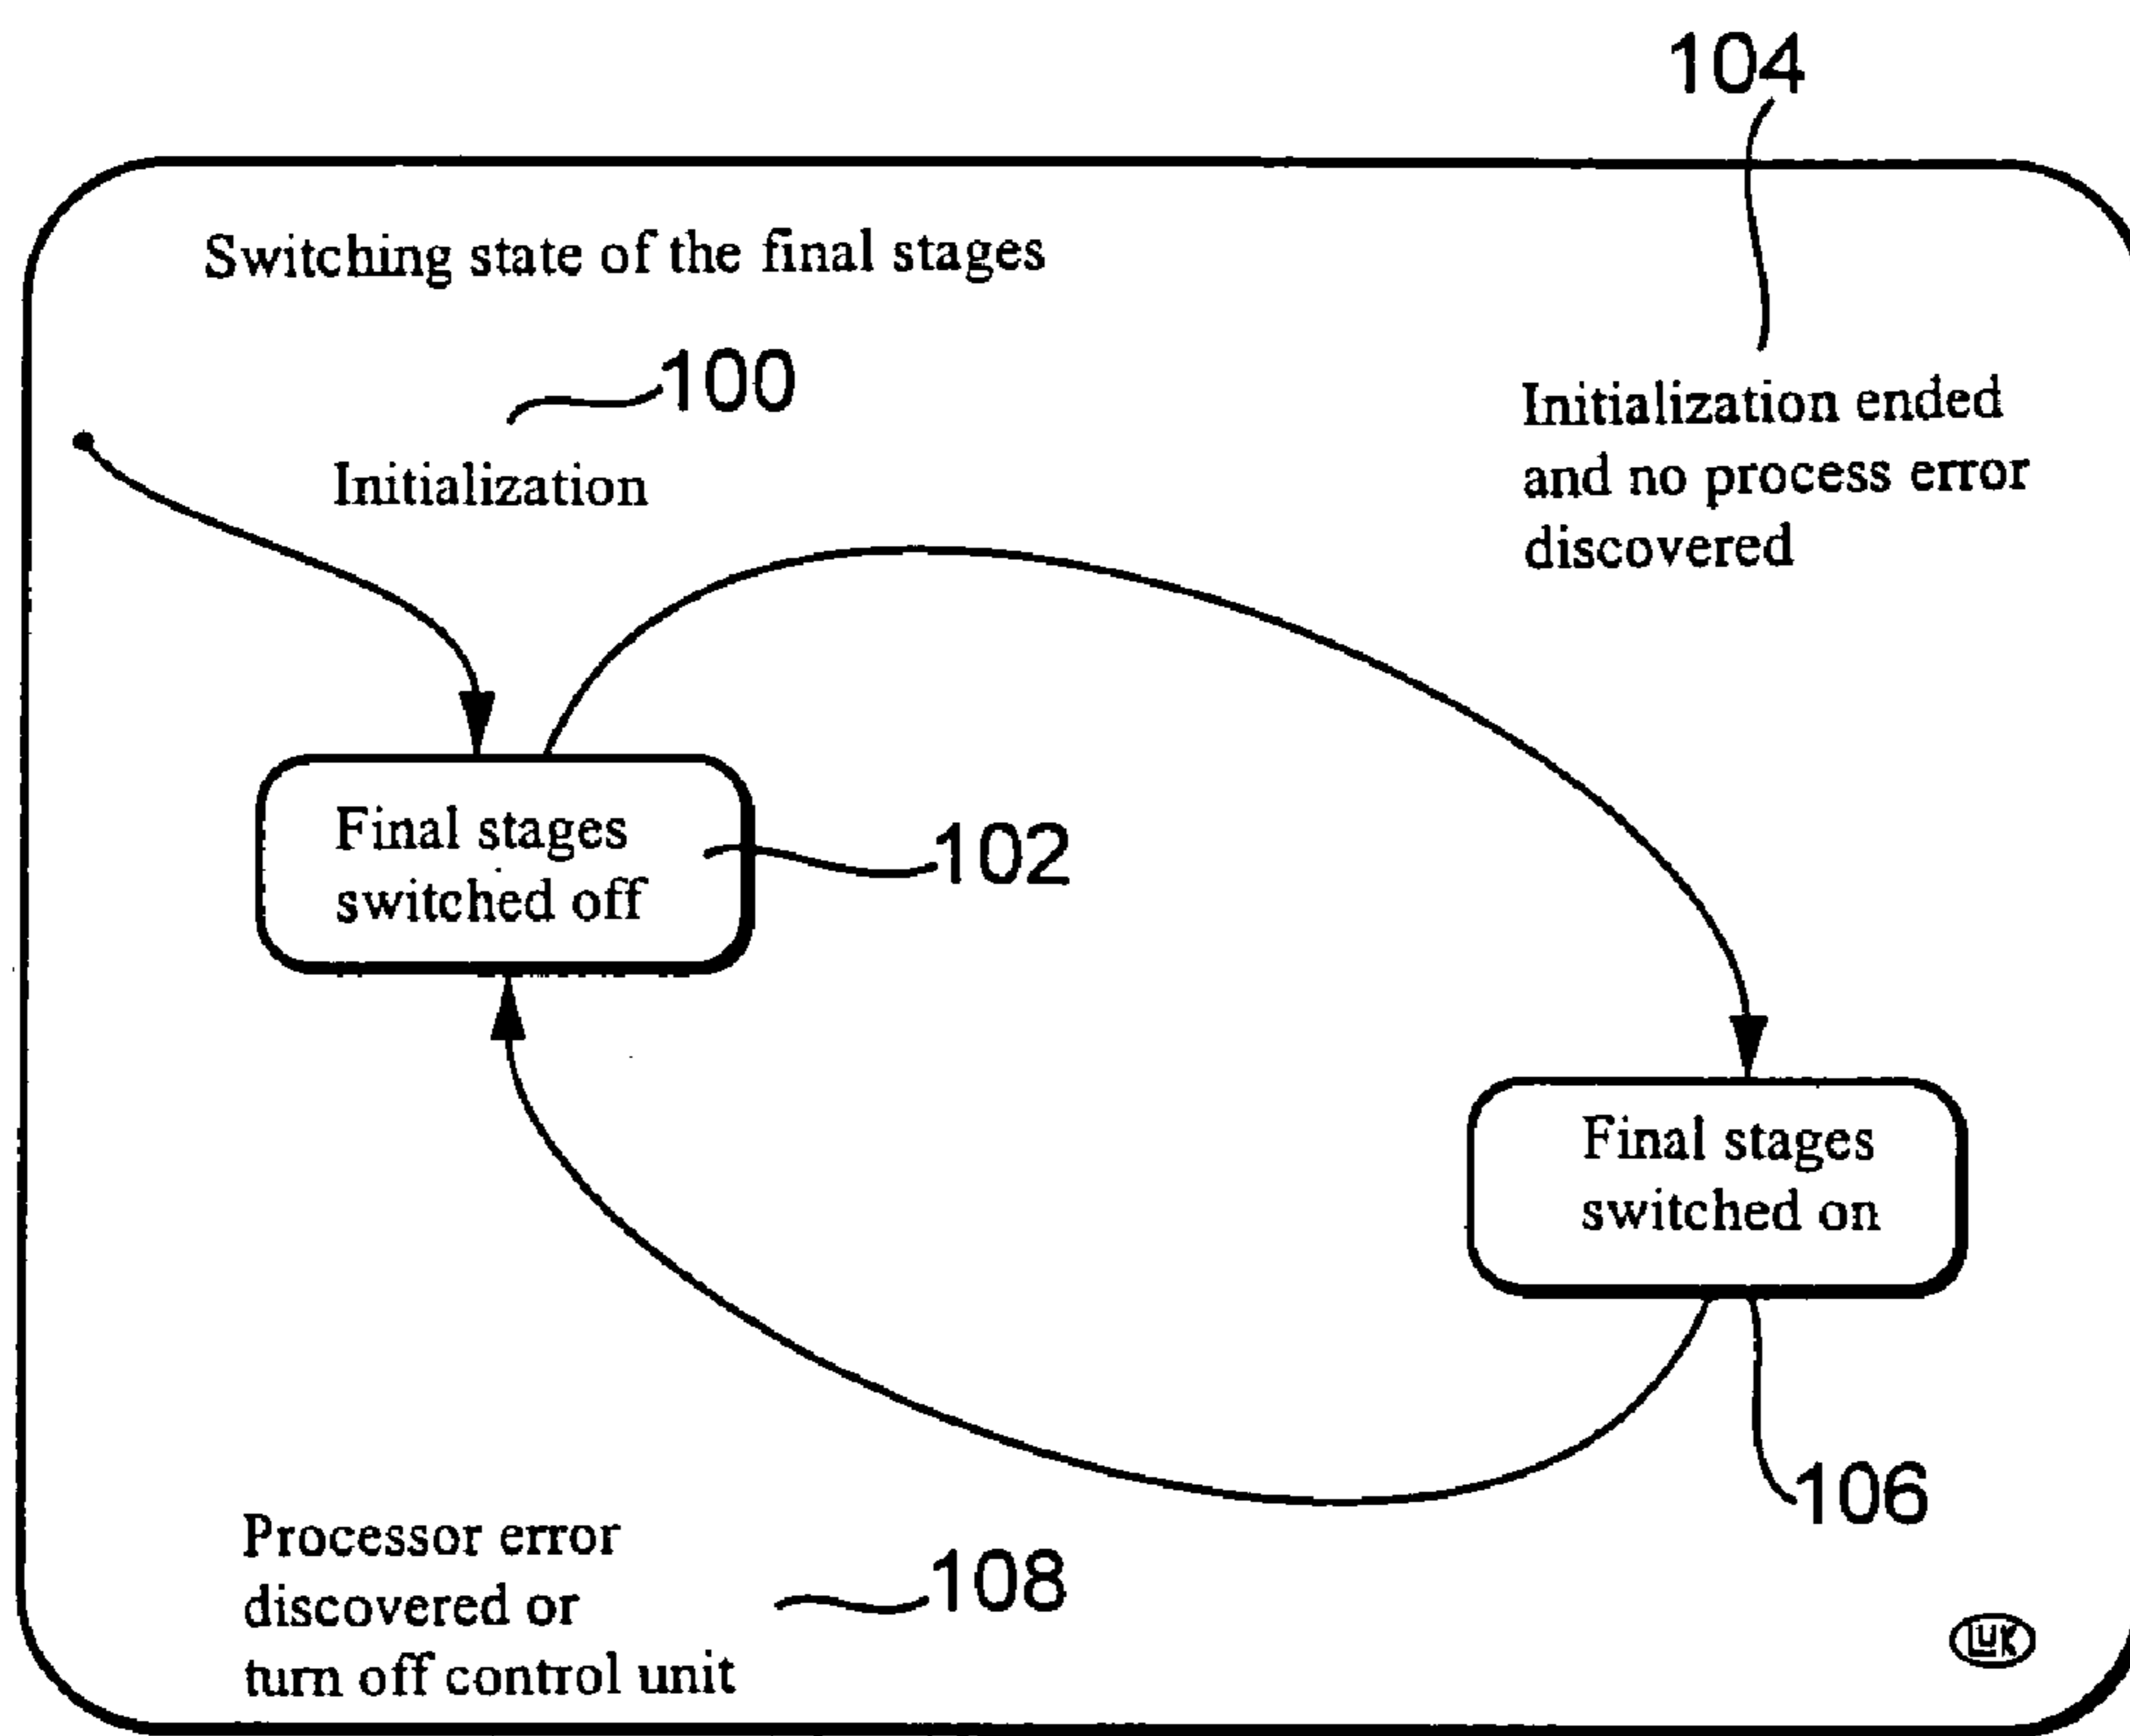 104
Switching state of the final stages
100
Initialization
Initialization ended
and no process error
discovered
Final stages
switched off
102
Final stages
switched on
106
Processor error
discovered or
turn off control unit
108
LUK